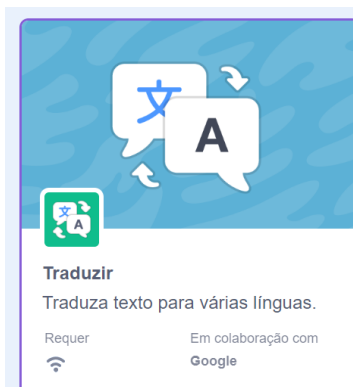 文
A
文
A
Traduzir
Traduza texto para várias línguas.
Requer
Em colaboração com
Google